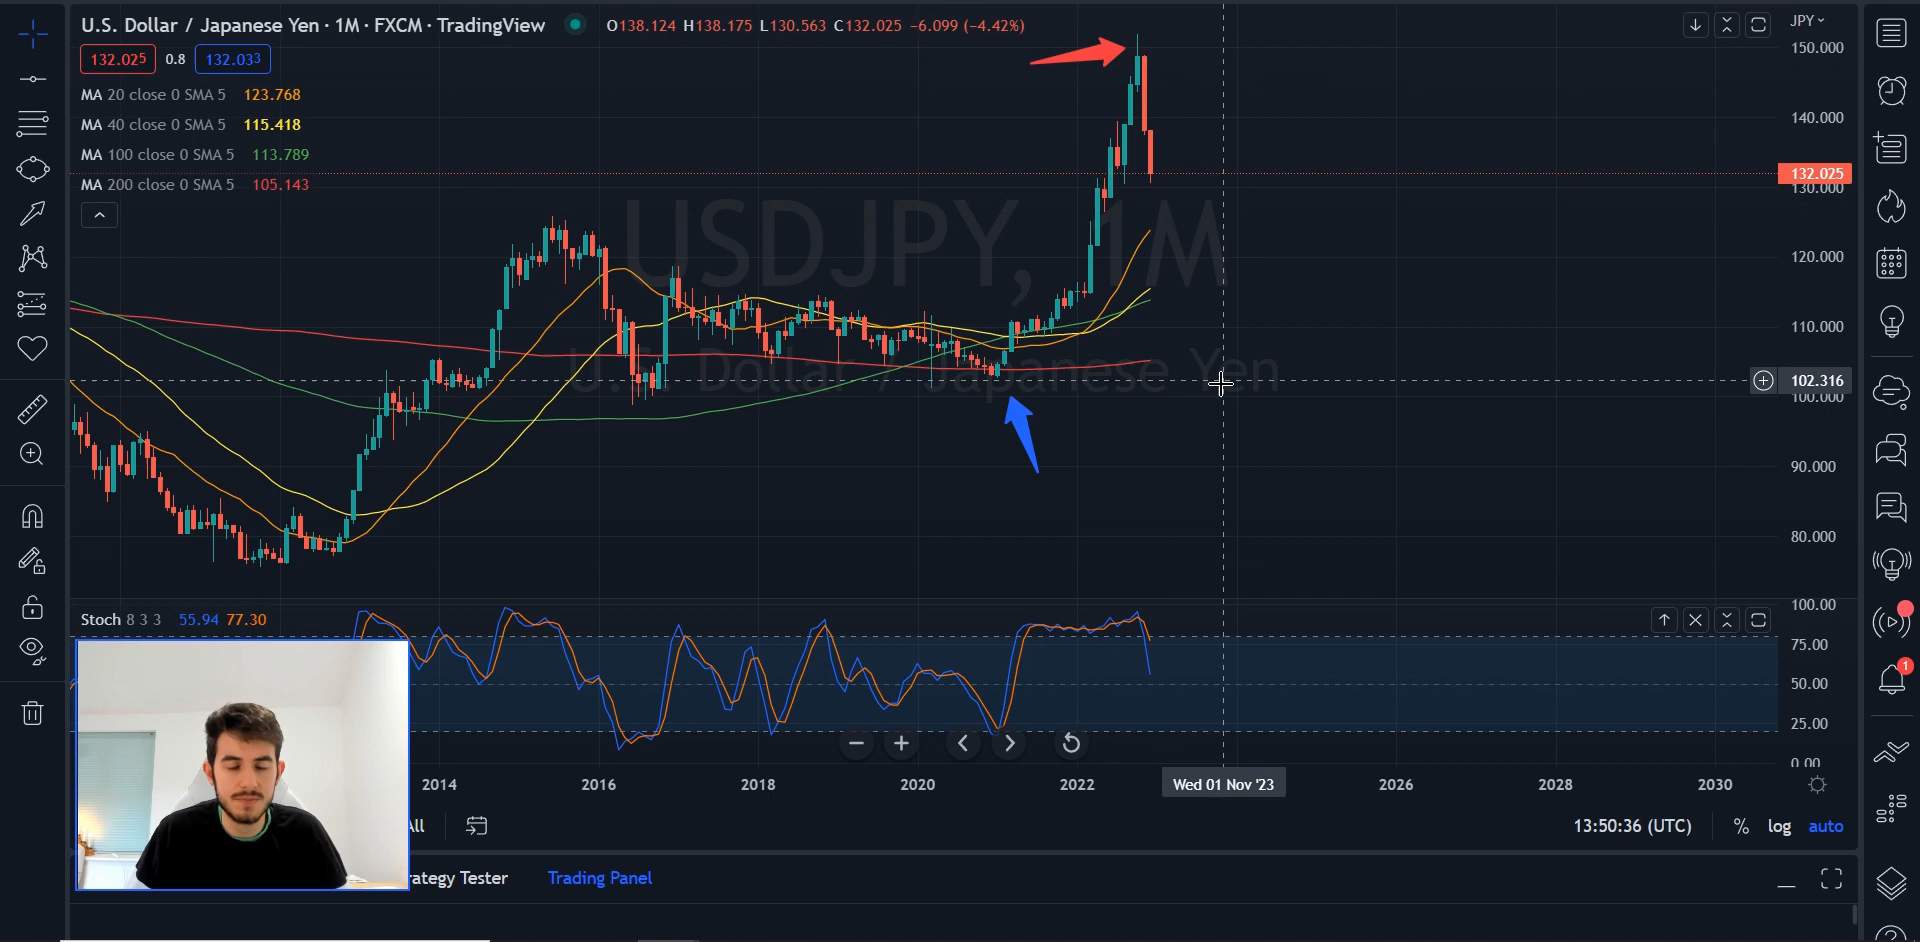 U.S. Dollar / Japanese Yen · 1M · FXCM · TradingView O138.124 H138.175 L130.563 C132.025 −6.099 (−4.42%)
JPY
132.025 0.8 132.033
MA 20 close 0 SMA 5 123.768
MA 40 close 0 SMA 5 115.418
MA 100 close 0 SMA 5 113.789
MA 200 close 0 SMA 5 105.143
150.000
140.000
132.025
130.000
120.000
110.000
102.316
100.000
90.000
80.000
USDJPY, 1M
U.S. Dollar / Japanese Yen
Stoch 8 3 3 55.94 77.30
100.00
75.00
50.00
25.00
0.00
2014 2016 2018 2020 2022 Wed 01 Nov '23 2026 2028 2030
All 13:50:36 (UTC) % log auto
rategy Tester Trading Panel
1